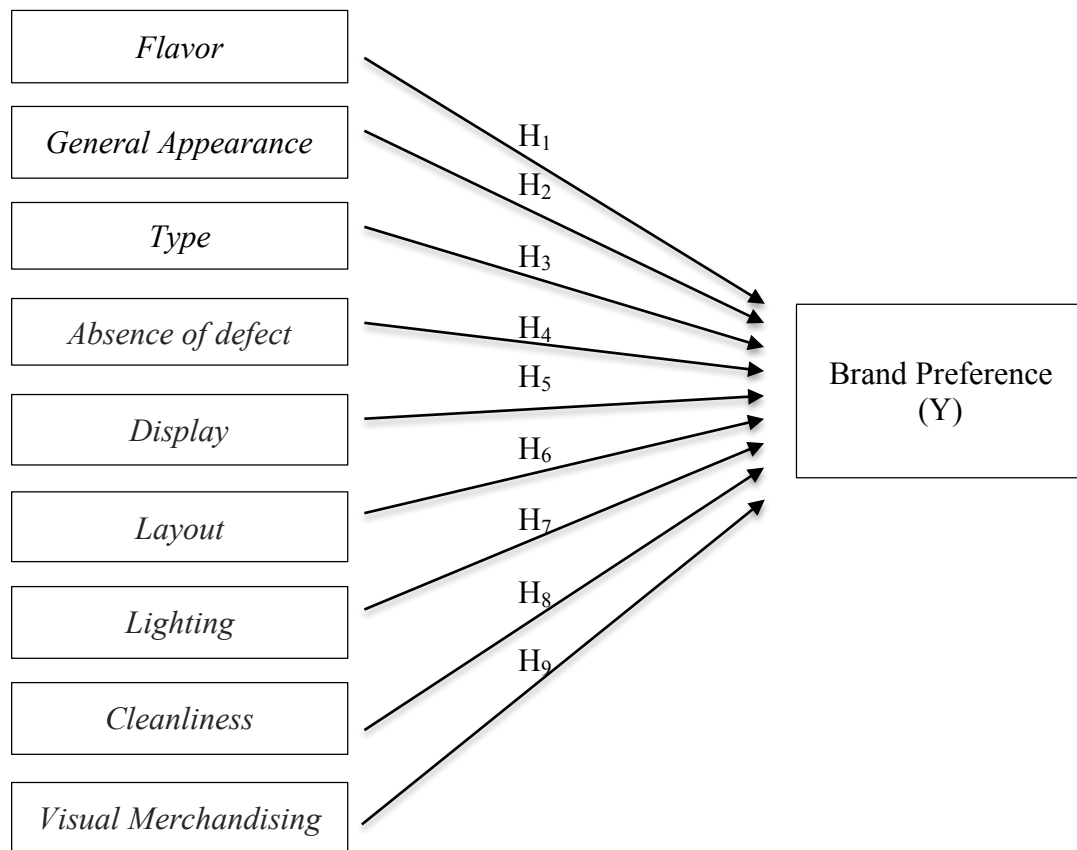 Flavor
General Appearance
Type
Absence of defect
Display
Layout
Lighting
Cleanliness
Visual Merchandising
H₁
H₂
H₃
H₄
H₅
H₆
H₇
H₈
H₉
Brand Preference
(Y)